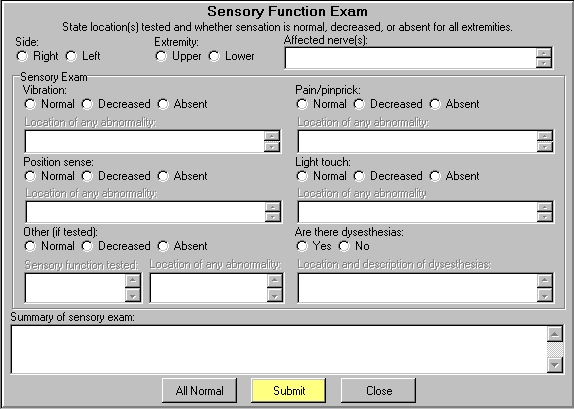 Sensory Function Exam
State location(s) tested and whether sensation is normal, decreased, or absent for all extremities.
Side: Extremity: Affected nerve(s):
Right Left Upper Lower
Sensory Exam
Vibration: Pain/pinprick:
Normal Decreased Absent Normal Decreased Absent
Location of any abnormality: Location of any abnormality:
Position sense: Light touch:
Normal Decreased Absent Normal Decreased Absent
Location of any abnormality: Location of any abnormality
Other (if tested): Are there dysesthesias:
Normal Decreased Absent Yes No
Sensory function tested: Location of any abnormality: Location and description of dysesthesias:
Summary of sensory exam:
All Normal Submit Close